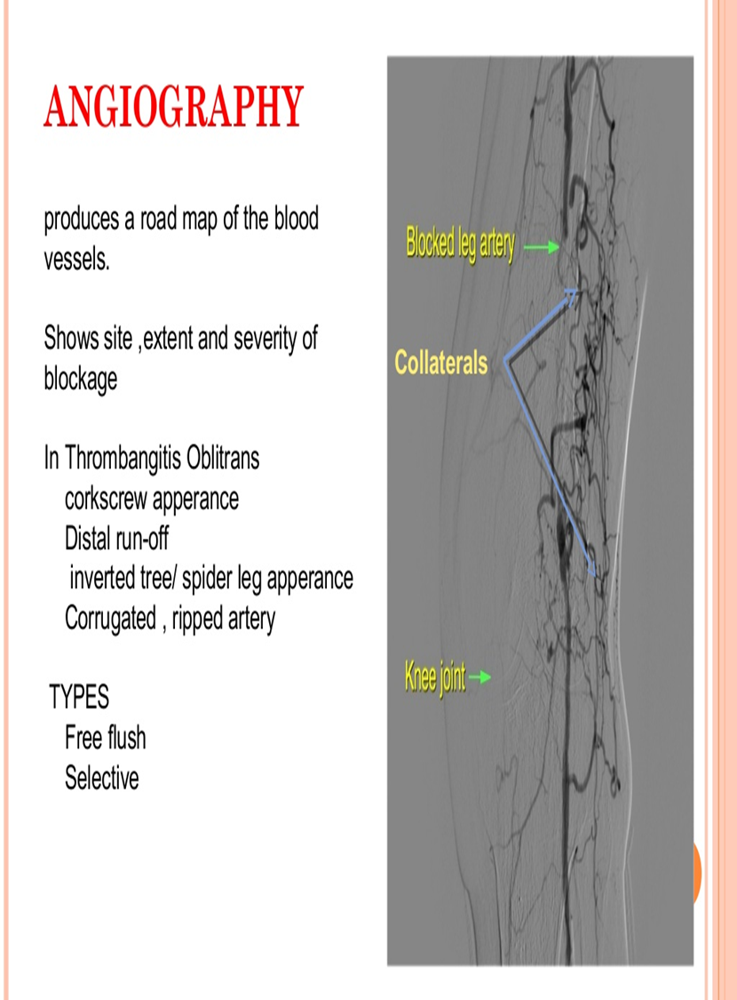 ANGIOGRAPHY
produces a road map of the blood
vessels.
Shows site ,extent and severity of
blockage
In Thrombangitis Oblitrans
corkscrew apperance
Distal run-off
inverted tree/ spider leg apperance
Corrugated , ripped artery
TYPES
Free flush
Selective
Blocked leg artery
Collaterals
Knee joint